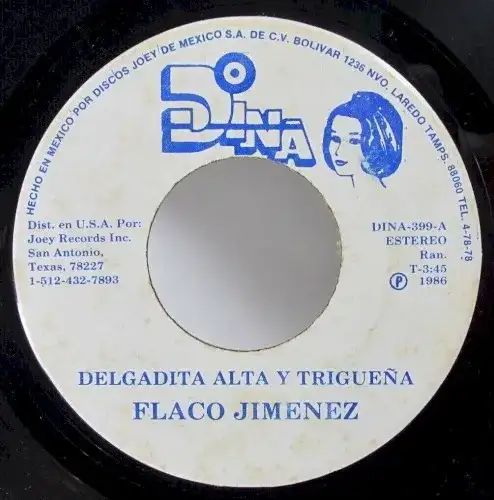 HECHO EN MEXICO POR DISCOS JOEY DE MEXICO S.A. DE C.V. BOLIVAR 1236 NVO. LAREDO TAMPS. 88060 TEL. 4-78-78
DINA
Dist. en U.S.A. Por:
Joey Records Inc.
San Antonio,
Texas, 78227
1-512-432-7893
DINA-399-A
ESTEREO
Ran.
T-3:45
Ⓟ 1986
DELGADITA ALTA Y TRIGUEÑA
FLACO JIMENEZ